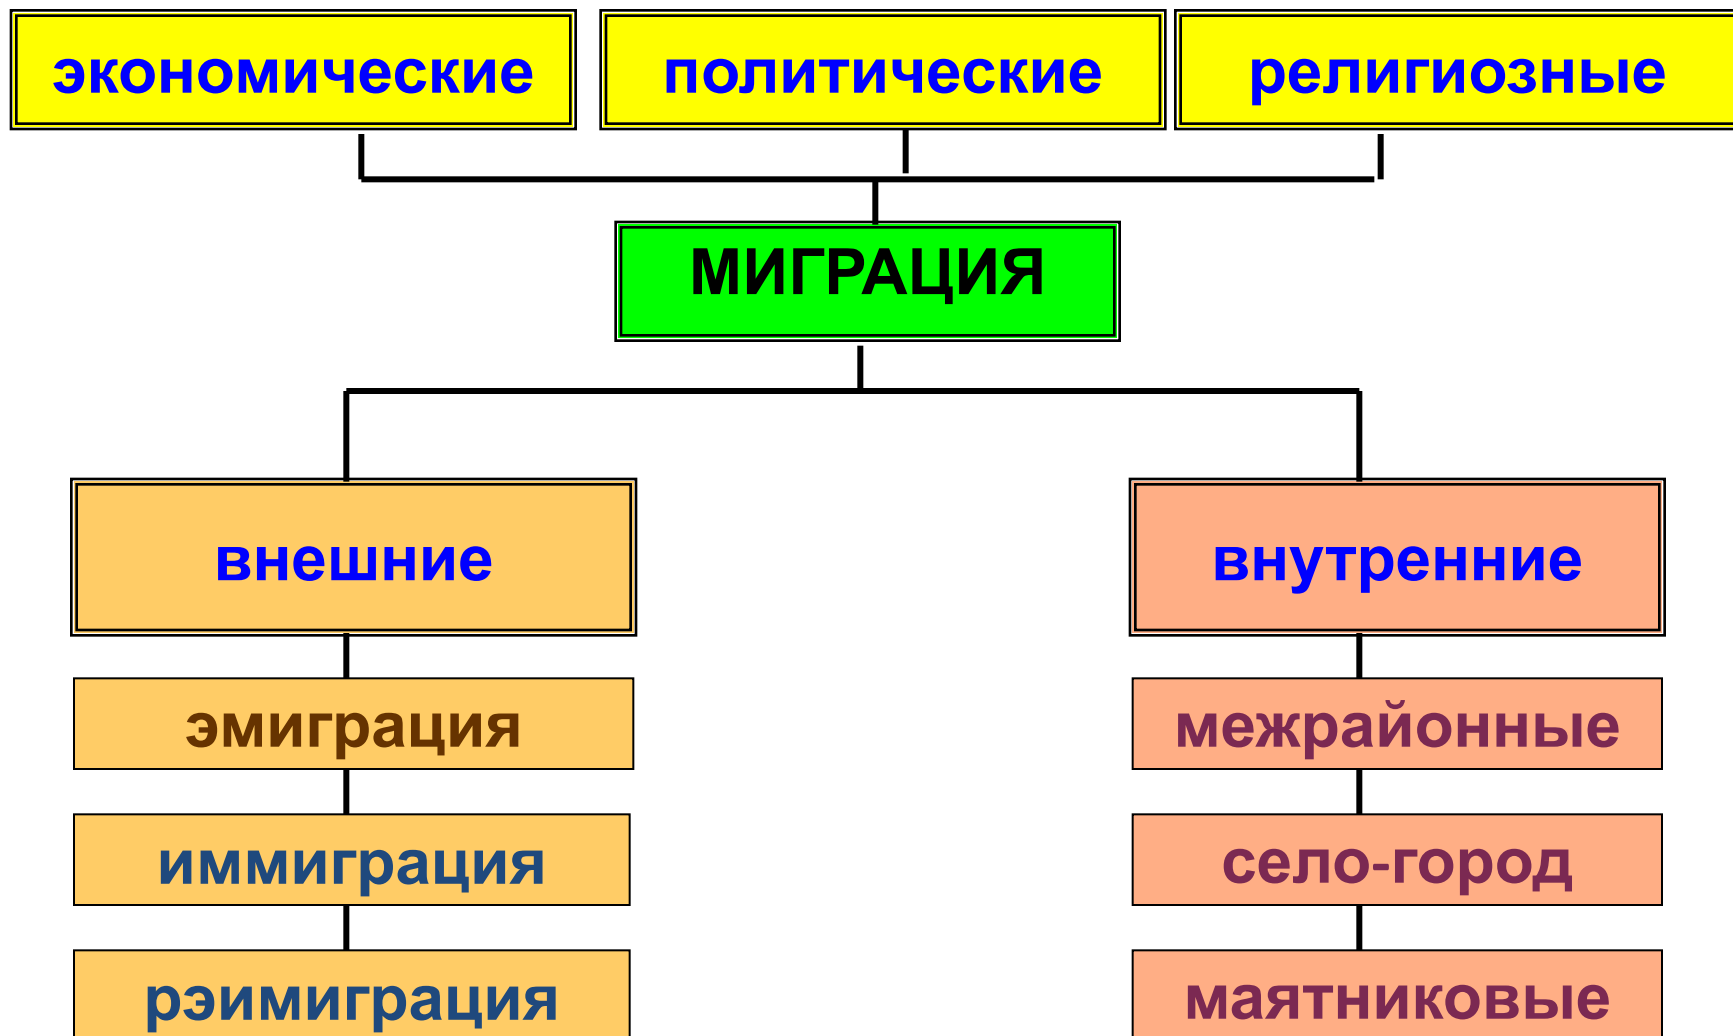 экономические
политические
религиозные
МИГРАЦИЯ
внешние
внутренние
эмиграция
межрайонные
иммиграция
село-город
рэимиграция
маятниковые